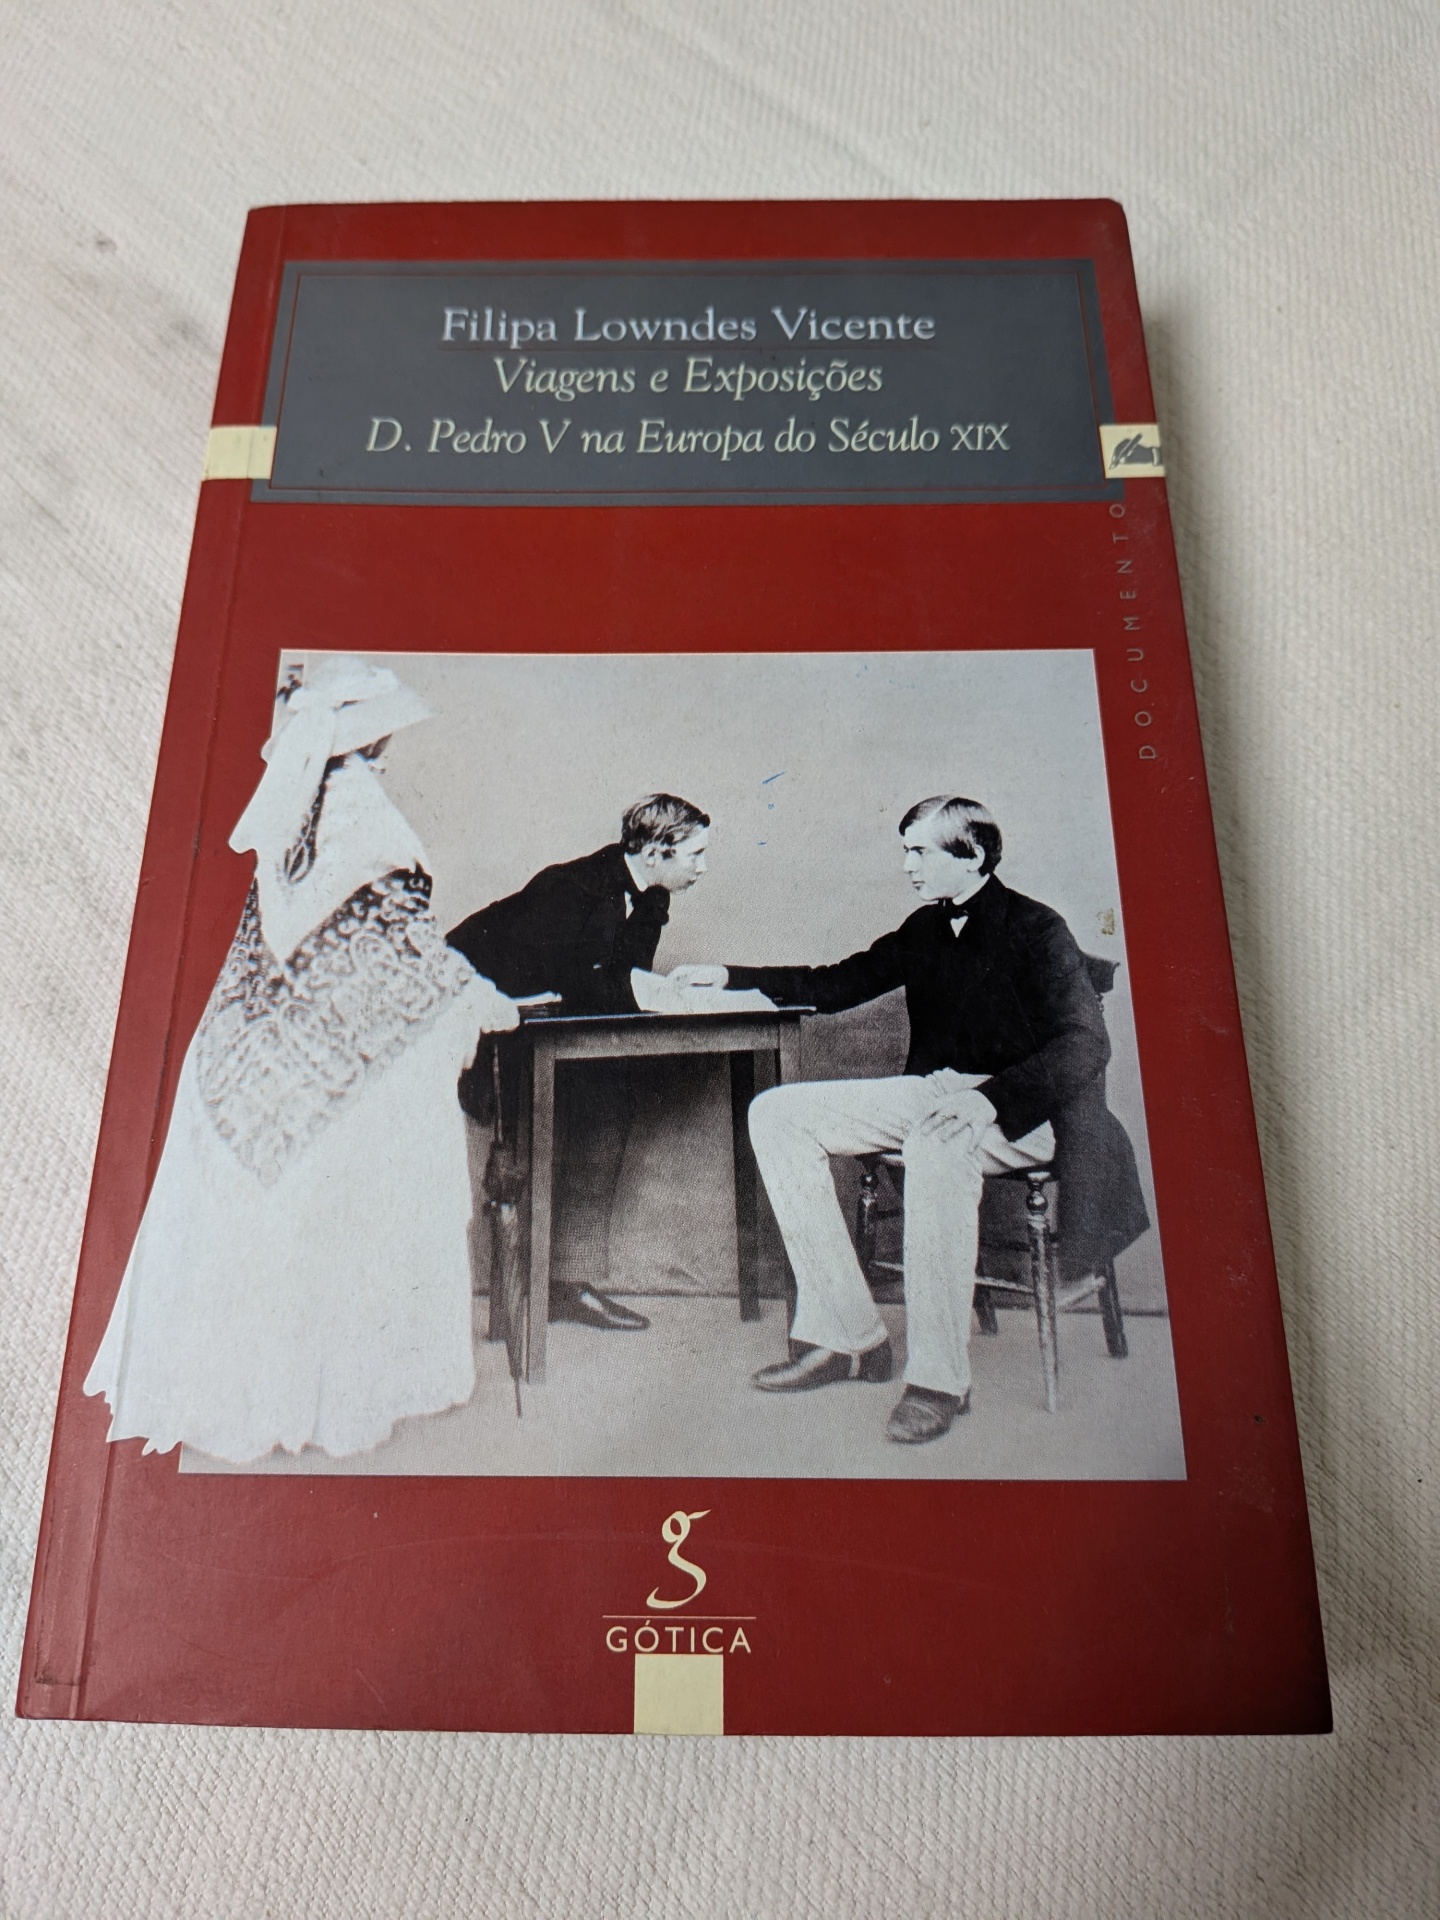 Filipa Lowndes Vicente
Viagens e Exposições
D. Pedro V na Europa do Século XIX
DOCUMENTO
g
GÓTICA